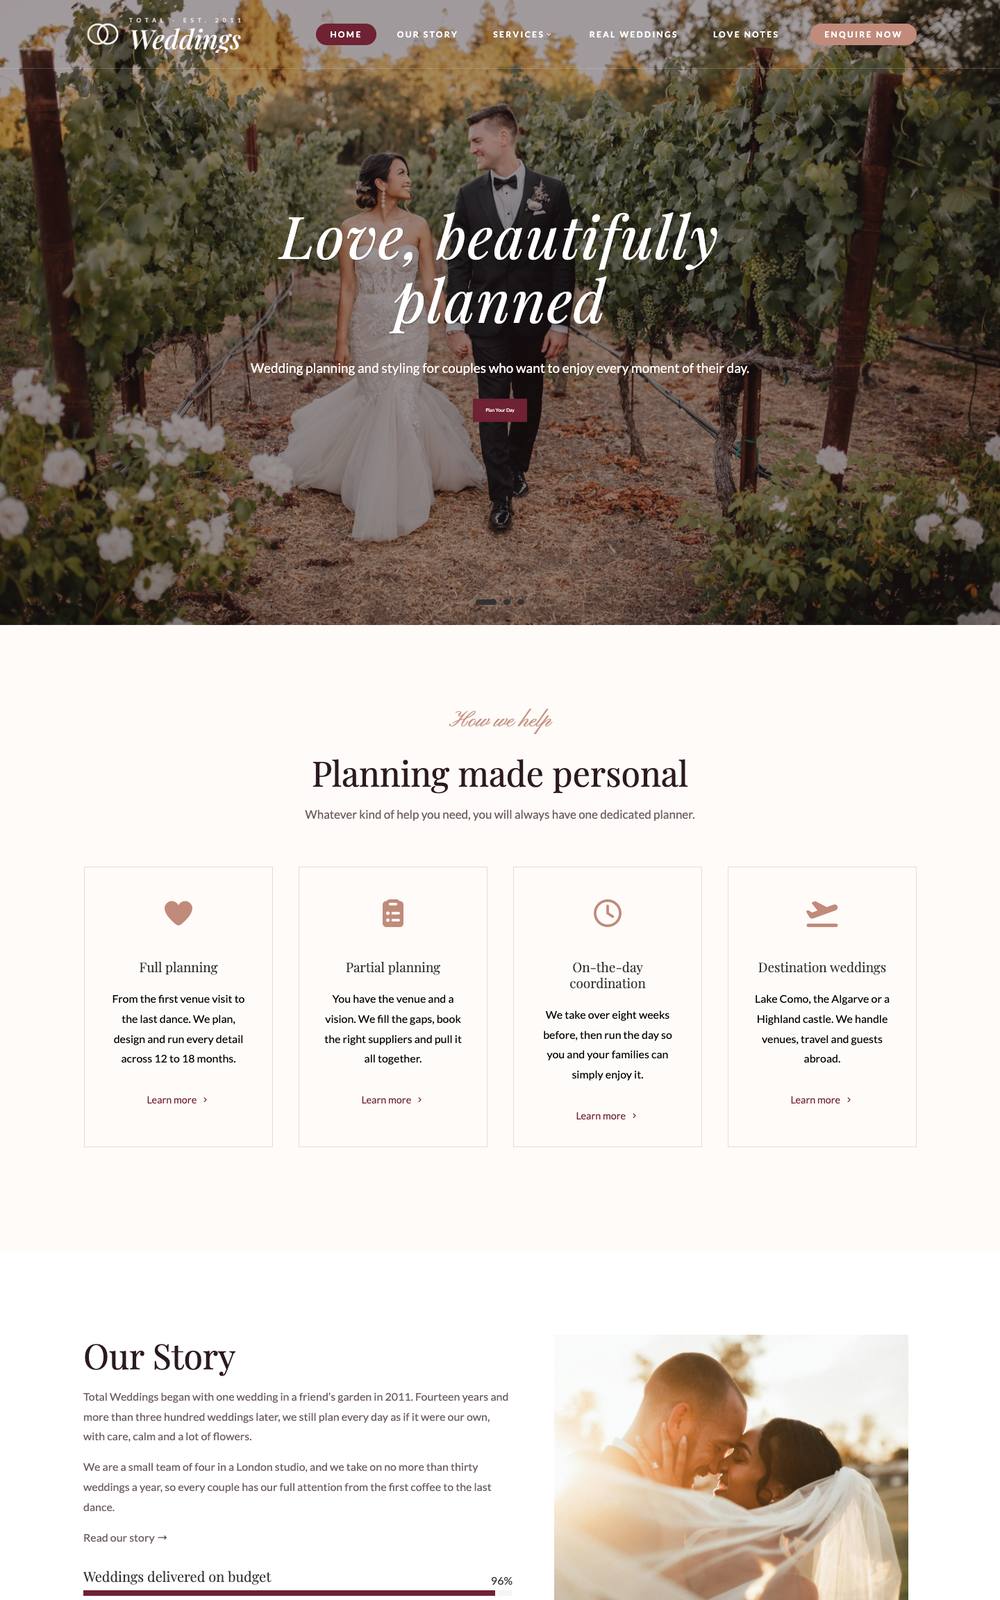 TOTAL · EST. 2011
Weddings
HOME
OUR STORY
SERVICES
REAL WEDDINGS
LOVE NOTES
ENQUIRE NOW
Love, beautifully
planned
Wedding planning and styling for couples who want to enjoy every moment of their day.
Plan Your Day
How we help
Planning made personal
Whatever kind of help you need, you will always have one dedicated planner.
Full planning
From the first venue visit to
the last dance. We plan,
design and run every detail
across 12 to 18 months.
Learn more
Partial planning
You have the venue and a
vision. We fill the gaps, book
the right suppliers and pull it
all together.
Learn more
On-the-day
coordination
We take over eight weeks
before, then run the day so
you and your families can
simply enjoy it.
Learn more
Destination weddings
Lake Como, the Algarve or a
Highland castle. We handle
venues, travel and guests
abroad.
Learn more
Our Story
Total Weddings began with one wedding in a friend's garden in 2011. Fourteen years and
more than three hundred weddings later, we still plan every day as if it were our own,
with care, calm and a lot of flowers.
We are a small team of four in a London studio, and we take on no more than thirty
weddings a year, so every couple has our full attention from the first coffee to the last
dance.
Read our story →
Weddings delivered on budget
96%